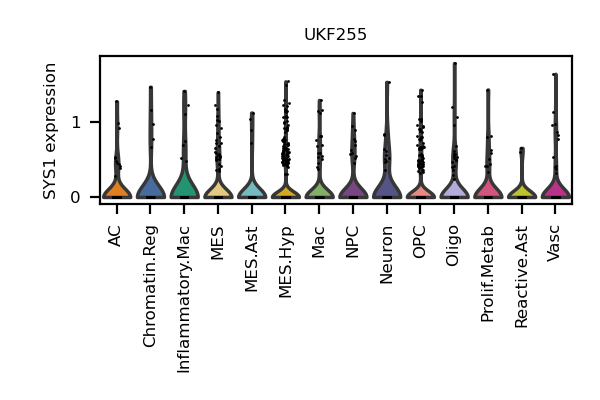 UKF255
SYS1 expression
1
0
AC
Chromatin.Reg
Inflammatory.Mac
MES
MES.Ast
MES.Hyp
Mac
NPC
Neuron
OPC
Oligo
Prolif.Metab
Reactive.Ast
Vasc